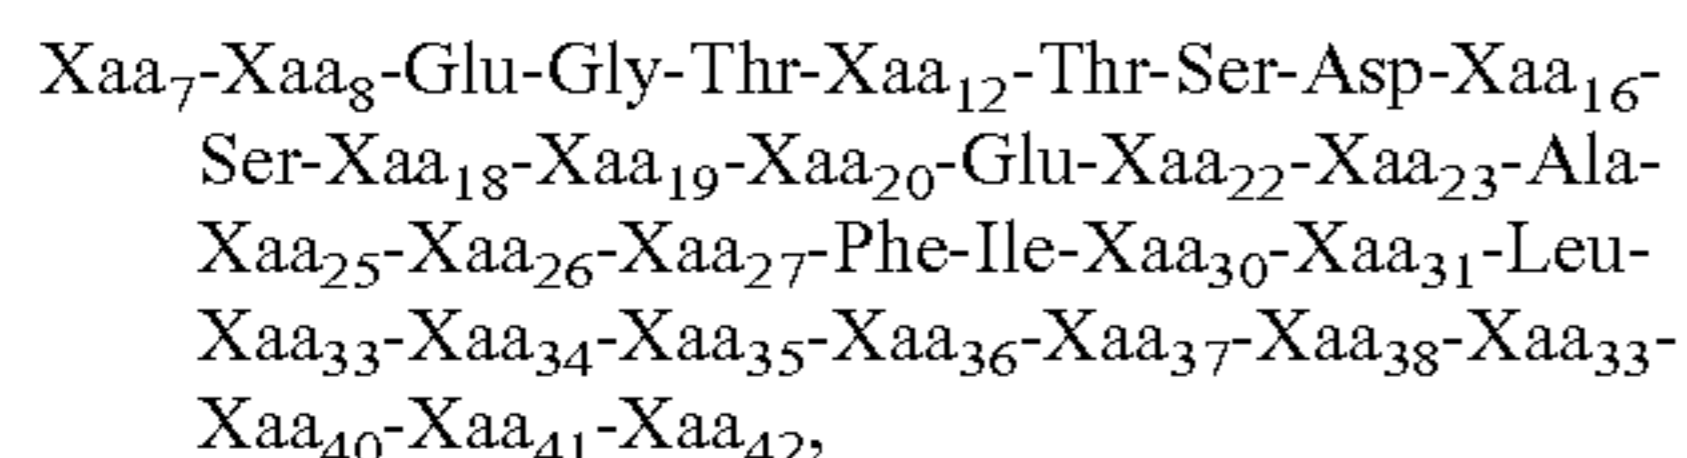 Xaa₇-Xaa₈-Glu-Gly-Thr-Xaa₁₂-Thr-Ser-Asp-Xaa₁₆-
Ser-Xaa₁₈-Xaa₁₉-Xaa₂₀-Glu-Xaa₂₂-Xaa₂₃-Ala-
Xaa₂₅-Xaa₂₆-Xaa₂₇-Phe-Ile-Xaa₃₀-Xaa₃₁-Leu-
Xaa₃₃-Xaa₃₄-Xaa₃₅-Xaa₃₆-Xaa₃₇-Xaa₃₈-Xaa₃₃-
Xaa₄₀-Xaa₄₁-Xaa₄₂,